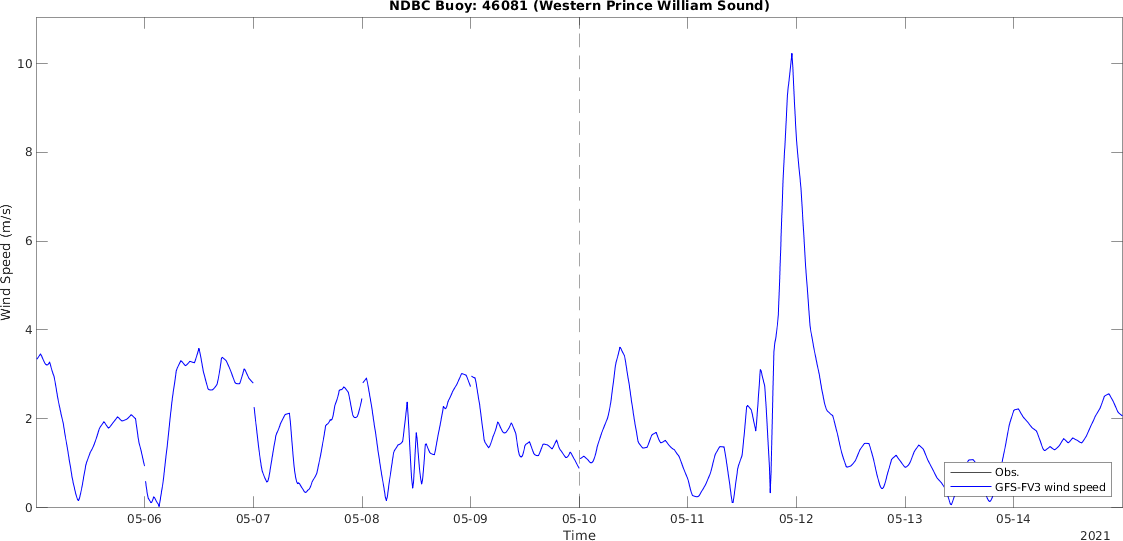 NDBC Buoy: 46081 (Western Prince William Sound)
10
8
6
4
2
0
Wind Speed (m/s)
Obs.
GFS-FV3 wind speed
05-06 05-07 05-08 05-09 05-10 05-11 05-12 05-13 05-14
Time
2021